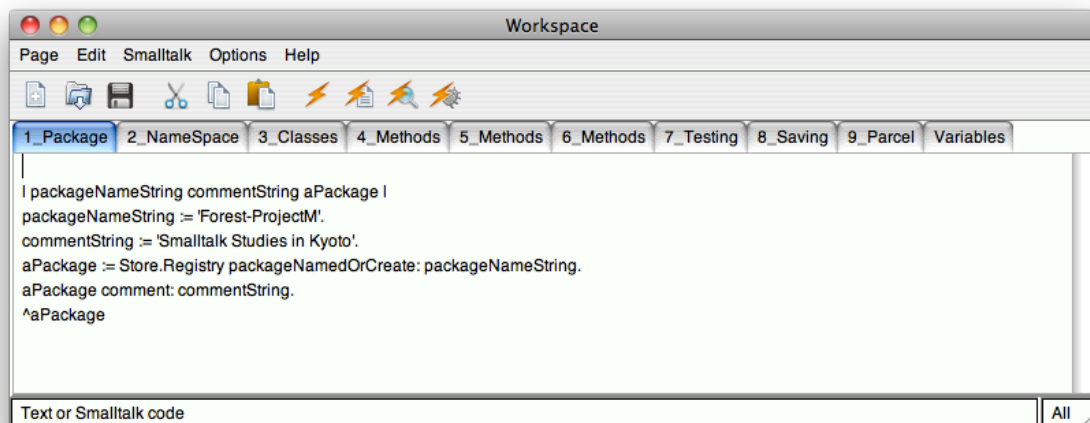 Workspace
Page Edit Smalltalk Options Help
1_Package 2_NameSpace 3_Classes 4_Methods 5_Methods 6_Methods 7_Testing 8_Saving 9_Parcel Variables
| packageNameString commentString aPackage |
packageNameString := 'Forest-ProjectM'.
commentString := 'Smalltalk Studies in Kyoto'.
aPackage := Store.Registry packageNamedOrCreate: packageNameString.
aPackage comment: commentString.
^aPackage
Text or Smalltalk code All